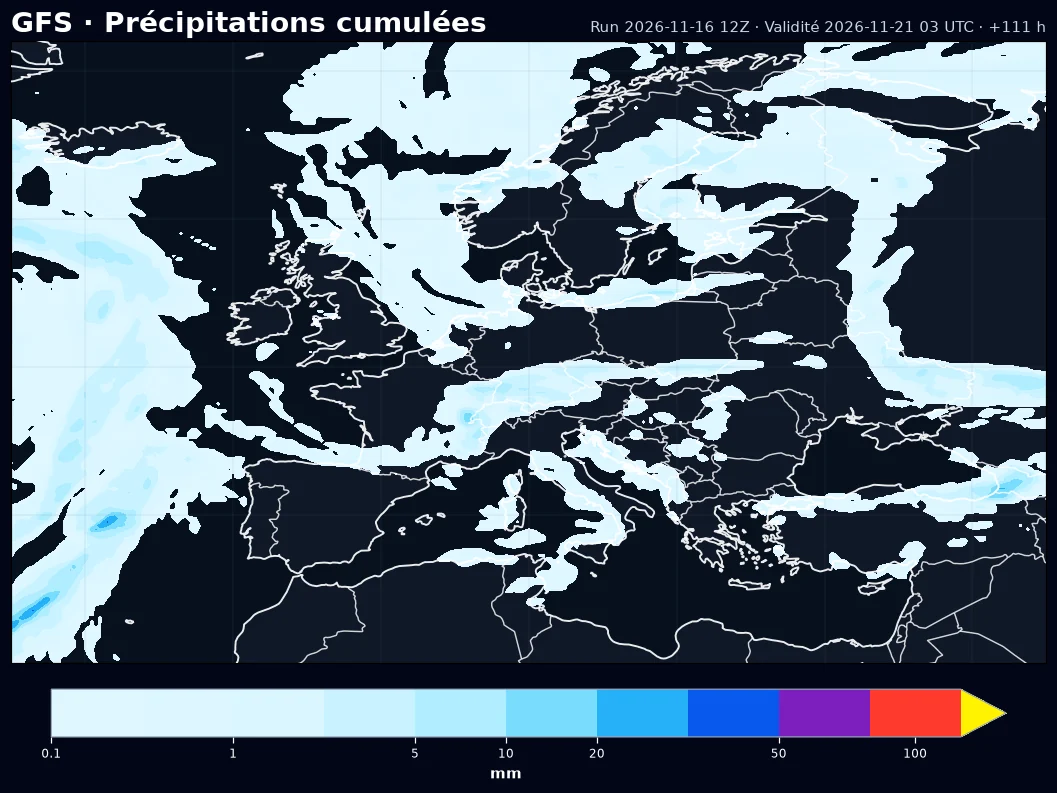 GFS · Précipitations cumulées
Run 2026-11-16 12Z · Validité 2026-11-21 03 UTC · +111 h
0.1 1 5 10 20 50 100
mm